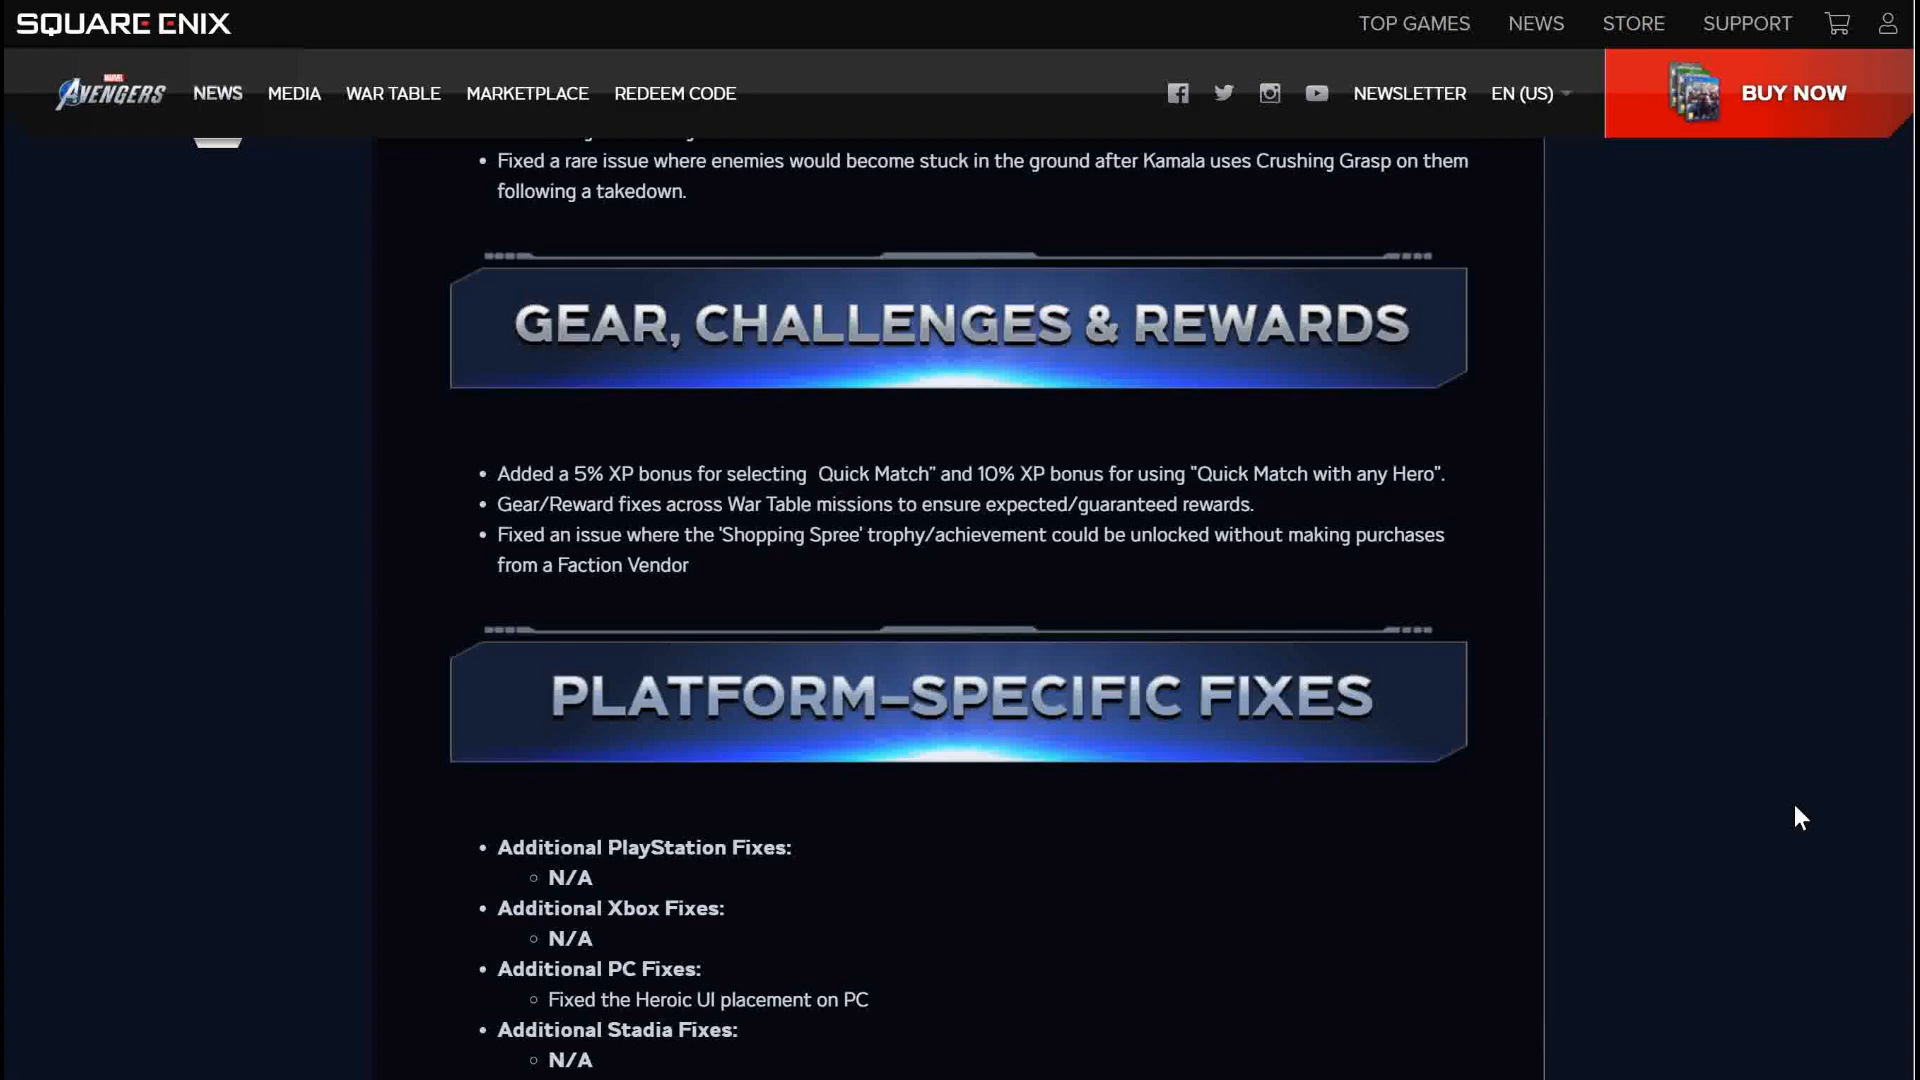 SQUARE ENIX
TOP GAMES NEWS STORE SUPPORT
MARVEL
AVENGERS NEWS MEDIA WAR TABLE MARKETPLACE REDEEM CODE NEWSLETTER EN (US) BUY NOW
• Fixed a rare issue where enemies would become stuck in the ground after Kamala uses Crushing Grasp on them
following a takedown.
GEAR, CHALLENGES & REWARDS
• Added a 5% XP bonus for selecting  Quick Match” and 10% XP bonus for using "Quick Match with any Hero".
• Gear/Reward fixes across War Table missions to ensure expected/guaranteed rewards.
• Fixed an issue where the 'Shopping Spree' trophy/achievement could be unlocked without making purchases
from a Faction Vendor
PLATFORM–SPECIFIC FIXES
• Additional PlayStation Fixes:
◦ N/A
• Additional Xbox Fixes:
◦ N/A
• Additional PC Fixes:
◦ Fixed the Heroic UI placement on PC
• Additional Stadia Fixes:
◦ N/A